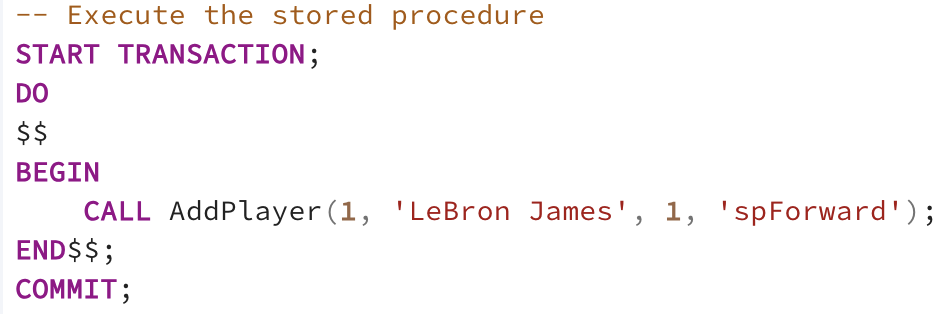 -- Execute the stored procedure
START TRANSACTION;
DO
$$
BEGIN
    CALL AddPlayer(1, 'LeBron James', 1, 'spForward');
END$$;
COMMIT;